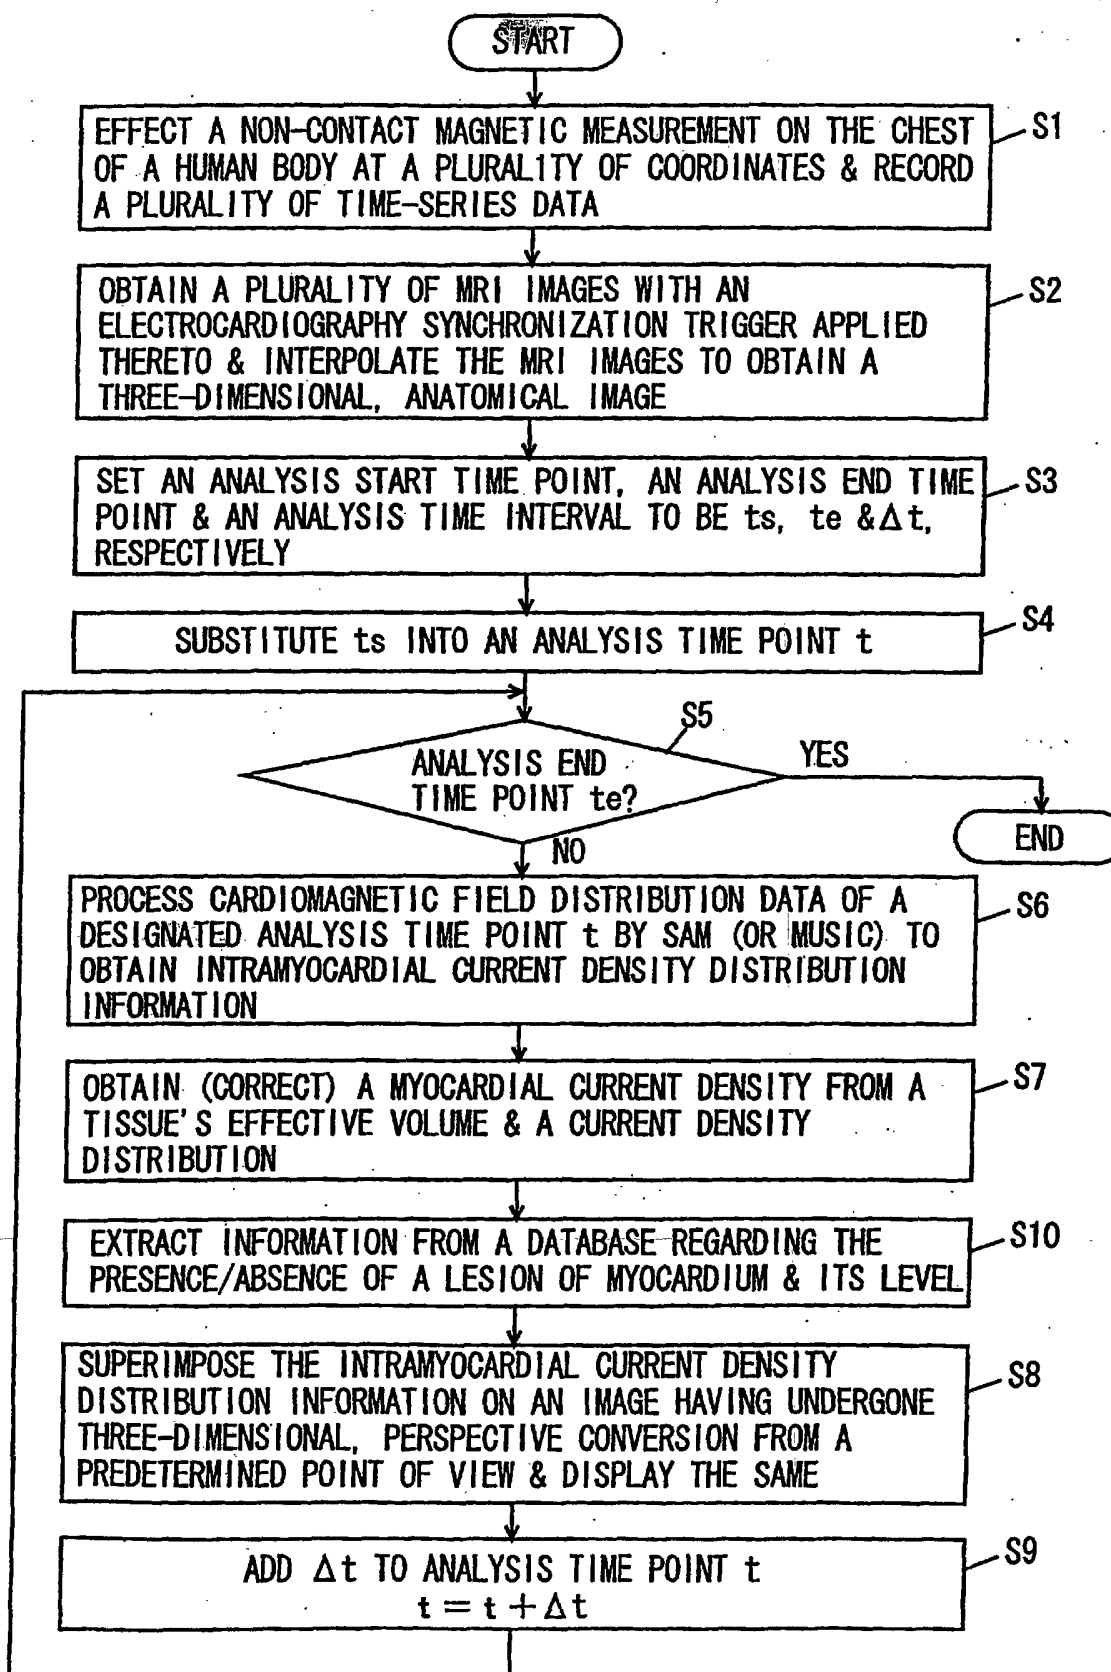 START
EFFECT A NON-CONTACT MAGNETIC MEASUREMENT ON THE CHEST
OF A HUMAN BODY AT A PLURALITY OF COORDINATES & RECORD
A PLURALITY OF TIME-SERIES DATA
S1
OBTAIN A PLURALITY OF MRI IMAGES WITH AN
ELECTROCARDIOGRAPHY SYNCHRONIZATION TRIGGER APPLIED
THERETO & INTERPOLATE THE MRI IMAGES TO OBTAIN A
THREE-DIMENSIONAL, ANATOMICAL IMAGE
S2
SET AN ANALYSIS START TIME POINT, AN ANALYSIS END TIME
POINT & AN ANALYSIS TIME INTERVAL TO BE ts, te &Δt,
RESPECTIVELY
S3
SUBSTITUTE ts INTO AN ANALYSIS TIME POINT t
S4
S5
ANALYSIS END
TIME POINT te?
YES
END
NO
PROCESS CARDIOMAGNETIC FIELD DISTRIBUTION DATA OF A
DESIGNATED ANALYSIS TIME POINT t BY SAM (OR MUSIC) TO
OBTAIN INTRAMYOCARDIAL CURRENT DENSITY DISTRIBUTION
INFORMATION
S6
OBTAIN (CORRECT) A MYOCARDIAL CURRENT DENSITY FROM A
TISSUE'S EFFECTIVE VOLUME & A CURRENT DENSITY
DISTRIBUTION
S7
EXTRACT INFORMATION FROM A DATABASE REGARDING THE
PRESENCE/ABSENCE OF A LESION OF MYOCARDIUM & ITS LEVEL
S10
SUPERIMPOSE THE INTRAMYOCARDIAL CURRENT DENSITY
DISTRIBUTION INFORMATION ON AN IMAGE HAVING UNDERGONE
THREE-DIMENSIONAL, PERSPECTIVE CONVERSION FROM A
PREDETERMINED POINT OF VIEW & DISPLAY THE SAME
S8
ADD Δt TO ANALYSIS TIME POINT t
t = t + Δt
S9